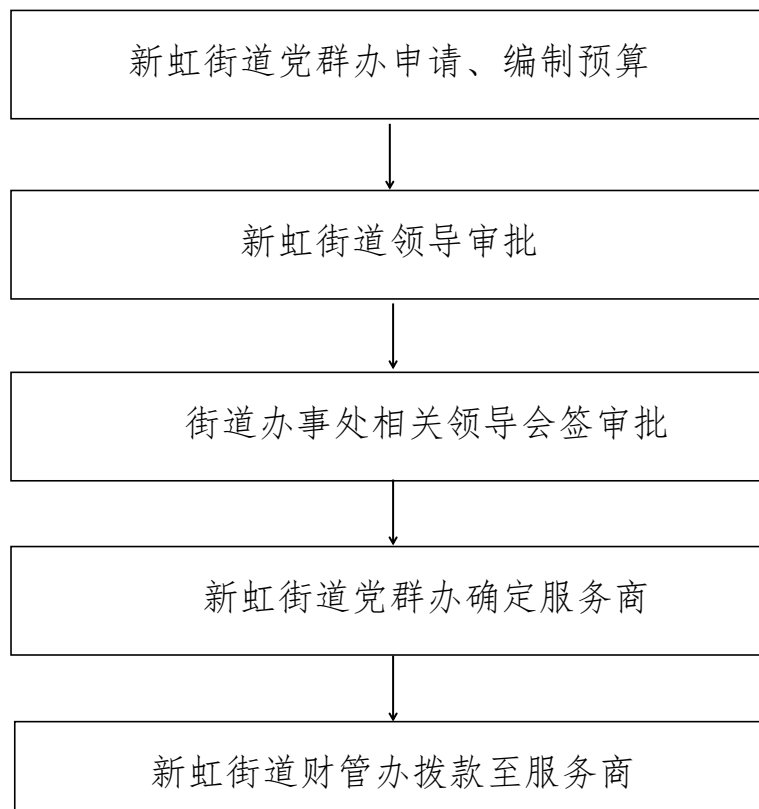 新虹街道党群办申请、编制预算
新虹街道领导审批
街道办事处相关领导会签审批
新虹街道党群办确定服务商
新虹街道财管办拨款至服务商